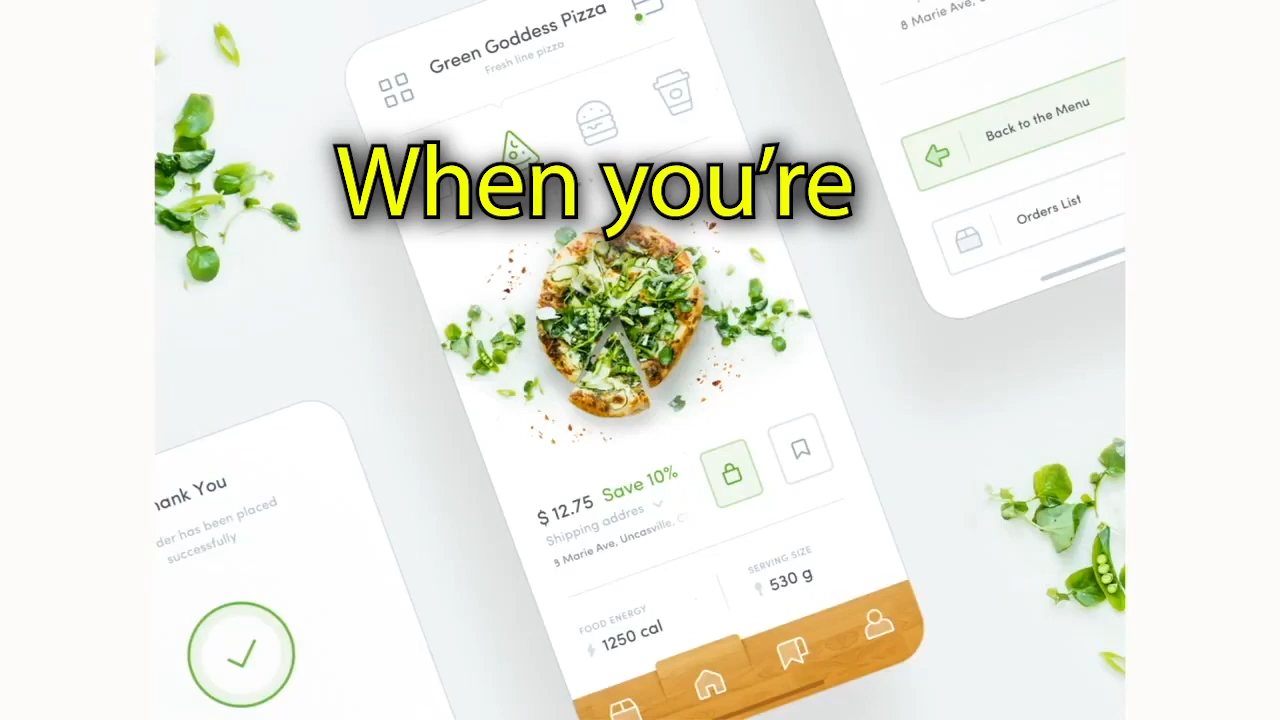 Green Goddess Pizza
Fresh line pizza
When you're
$ 12.75 Save 10%
Shipping addres
8 Marie Ave, Uncasville, C
FOOD ENERGY
1250 cal
SERVING SIZE
530 g
8 Marie Ave,
Back to the Menu
Orders List
hank You
der has been placed
successfully